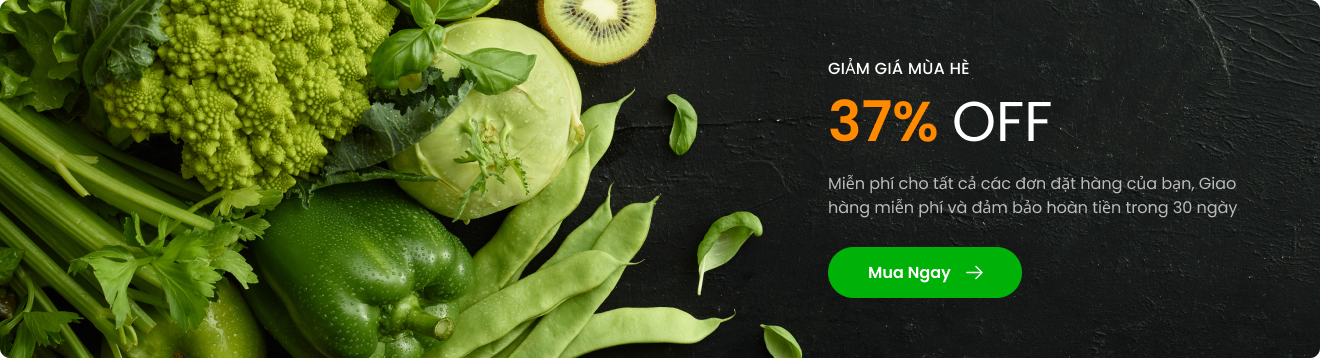 GIẢM GIÁ MÙA HÈ
37% OFF
Miễn phí cho tất cả các đơn đặt hàng của bạn, Giao
hàng miễn phí và đảm bảo hoàn tiền trong 30 ngày
Mua Ngay